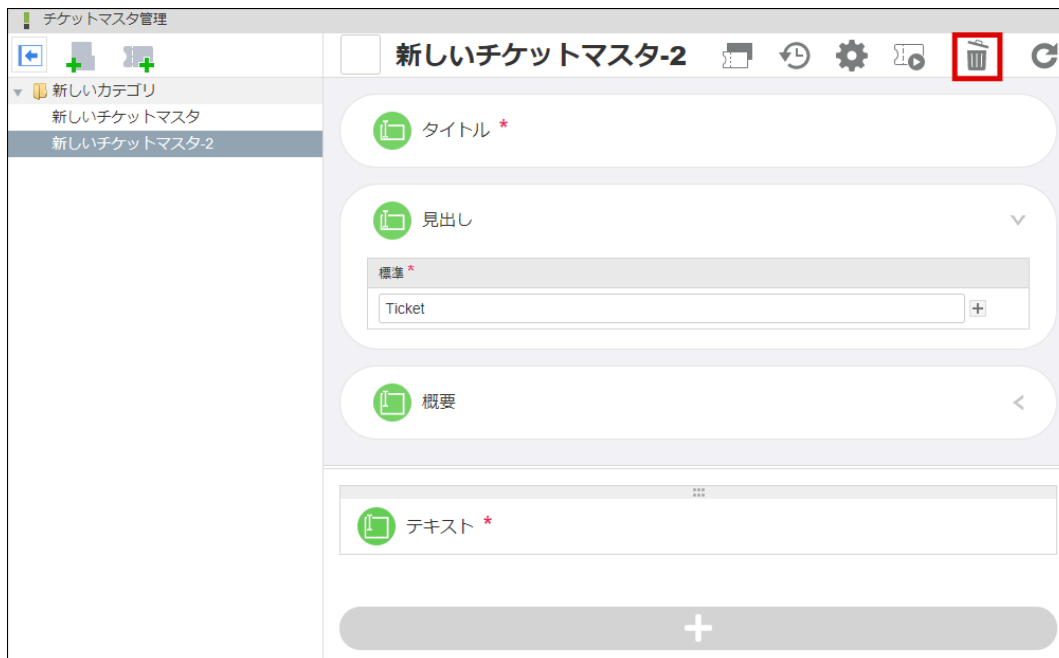 チケットマスタ管理
新しいチケットマスタ-2
新しいカテゴリ
新しいチケットマスタ
新しいチケットマスタ-2
タイトル *
見出し
標準 *
Ticket
概要
テキスト *